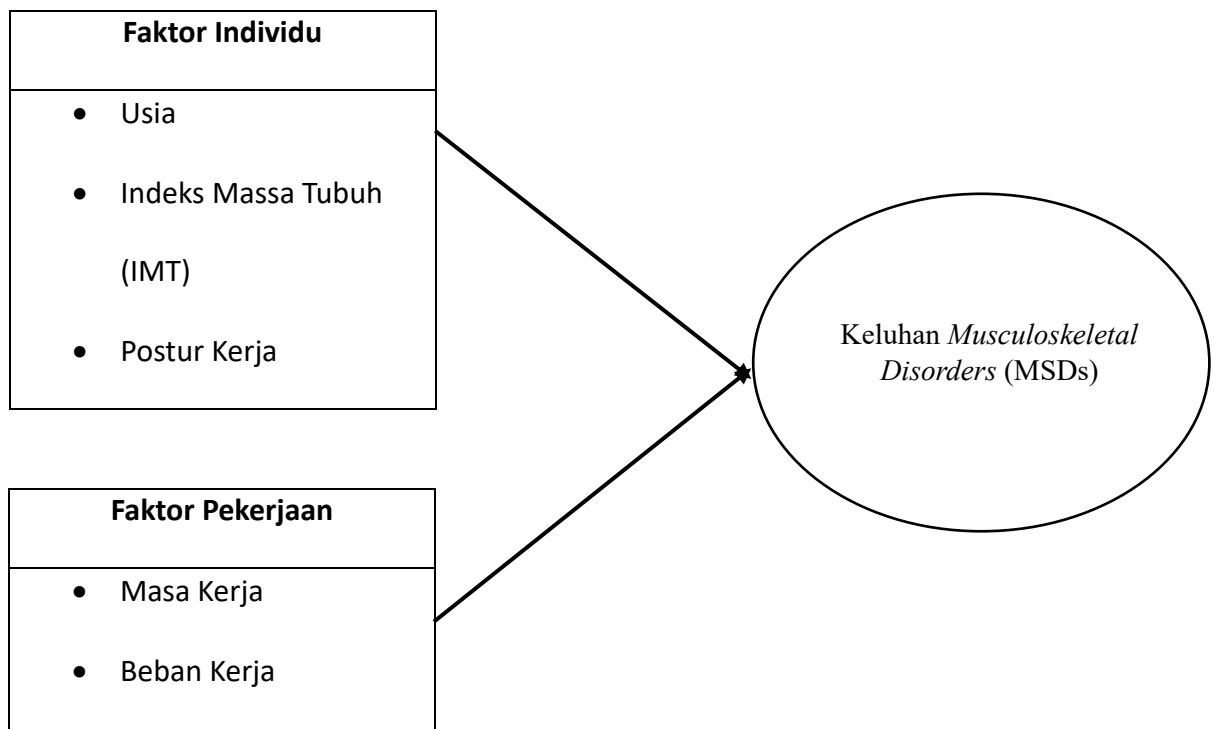 Faktor Individu
• Usia
• Indeks Massa Tubuh
(IMT)
• Postur Kerja
Keluhan Musculoskeletal
Disorders (MSDs)
Faktor Pekerjaan
• Masa Kerja
• Beban Kerja